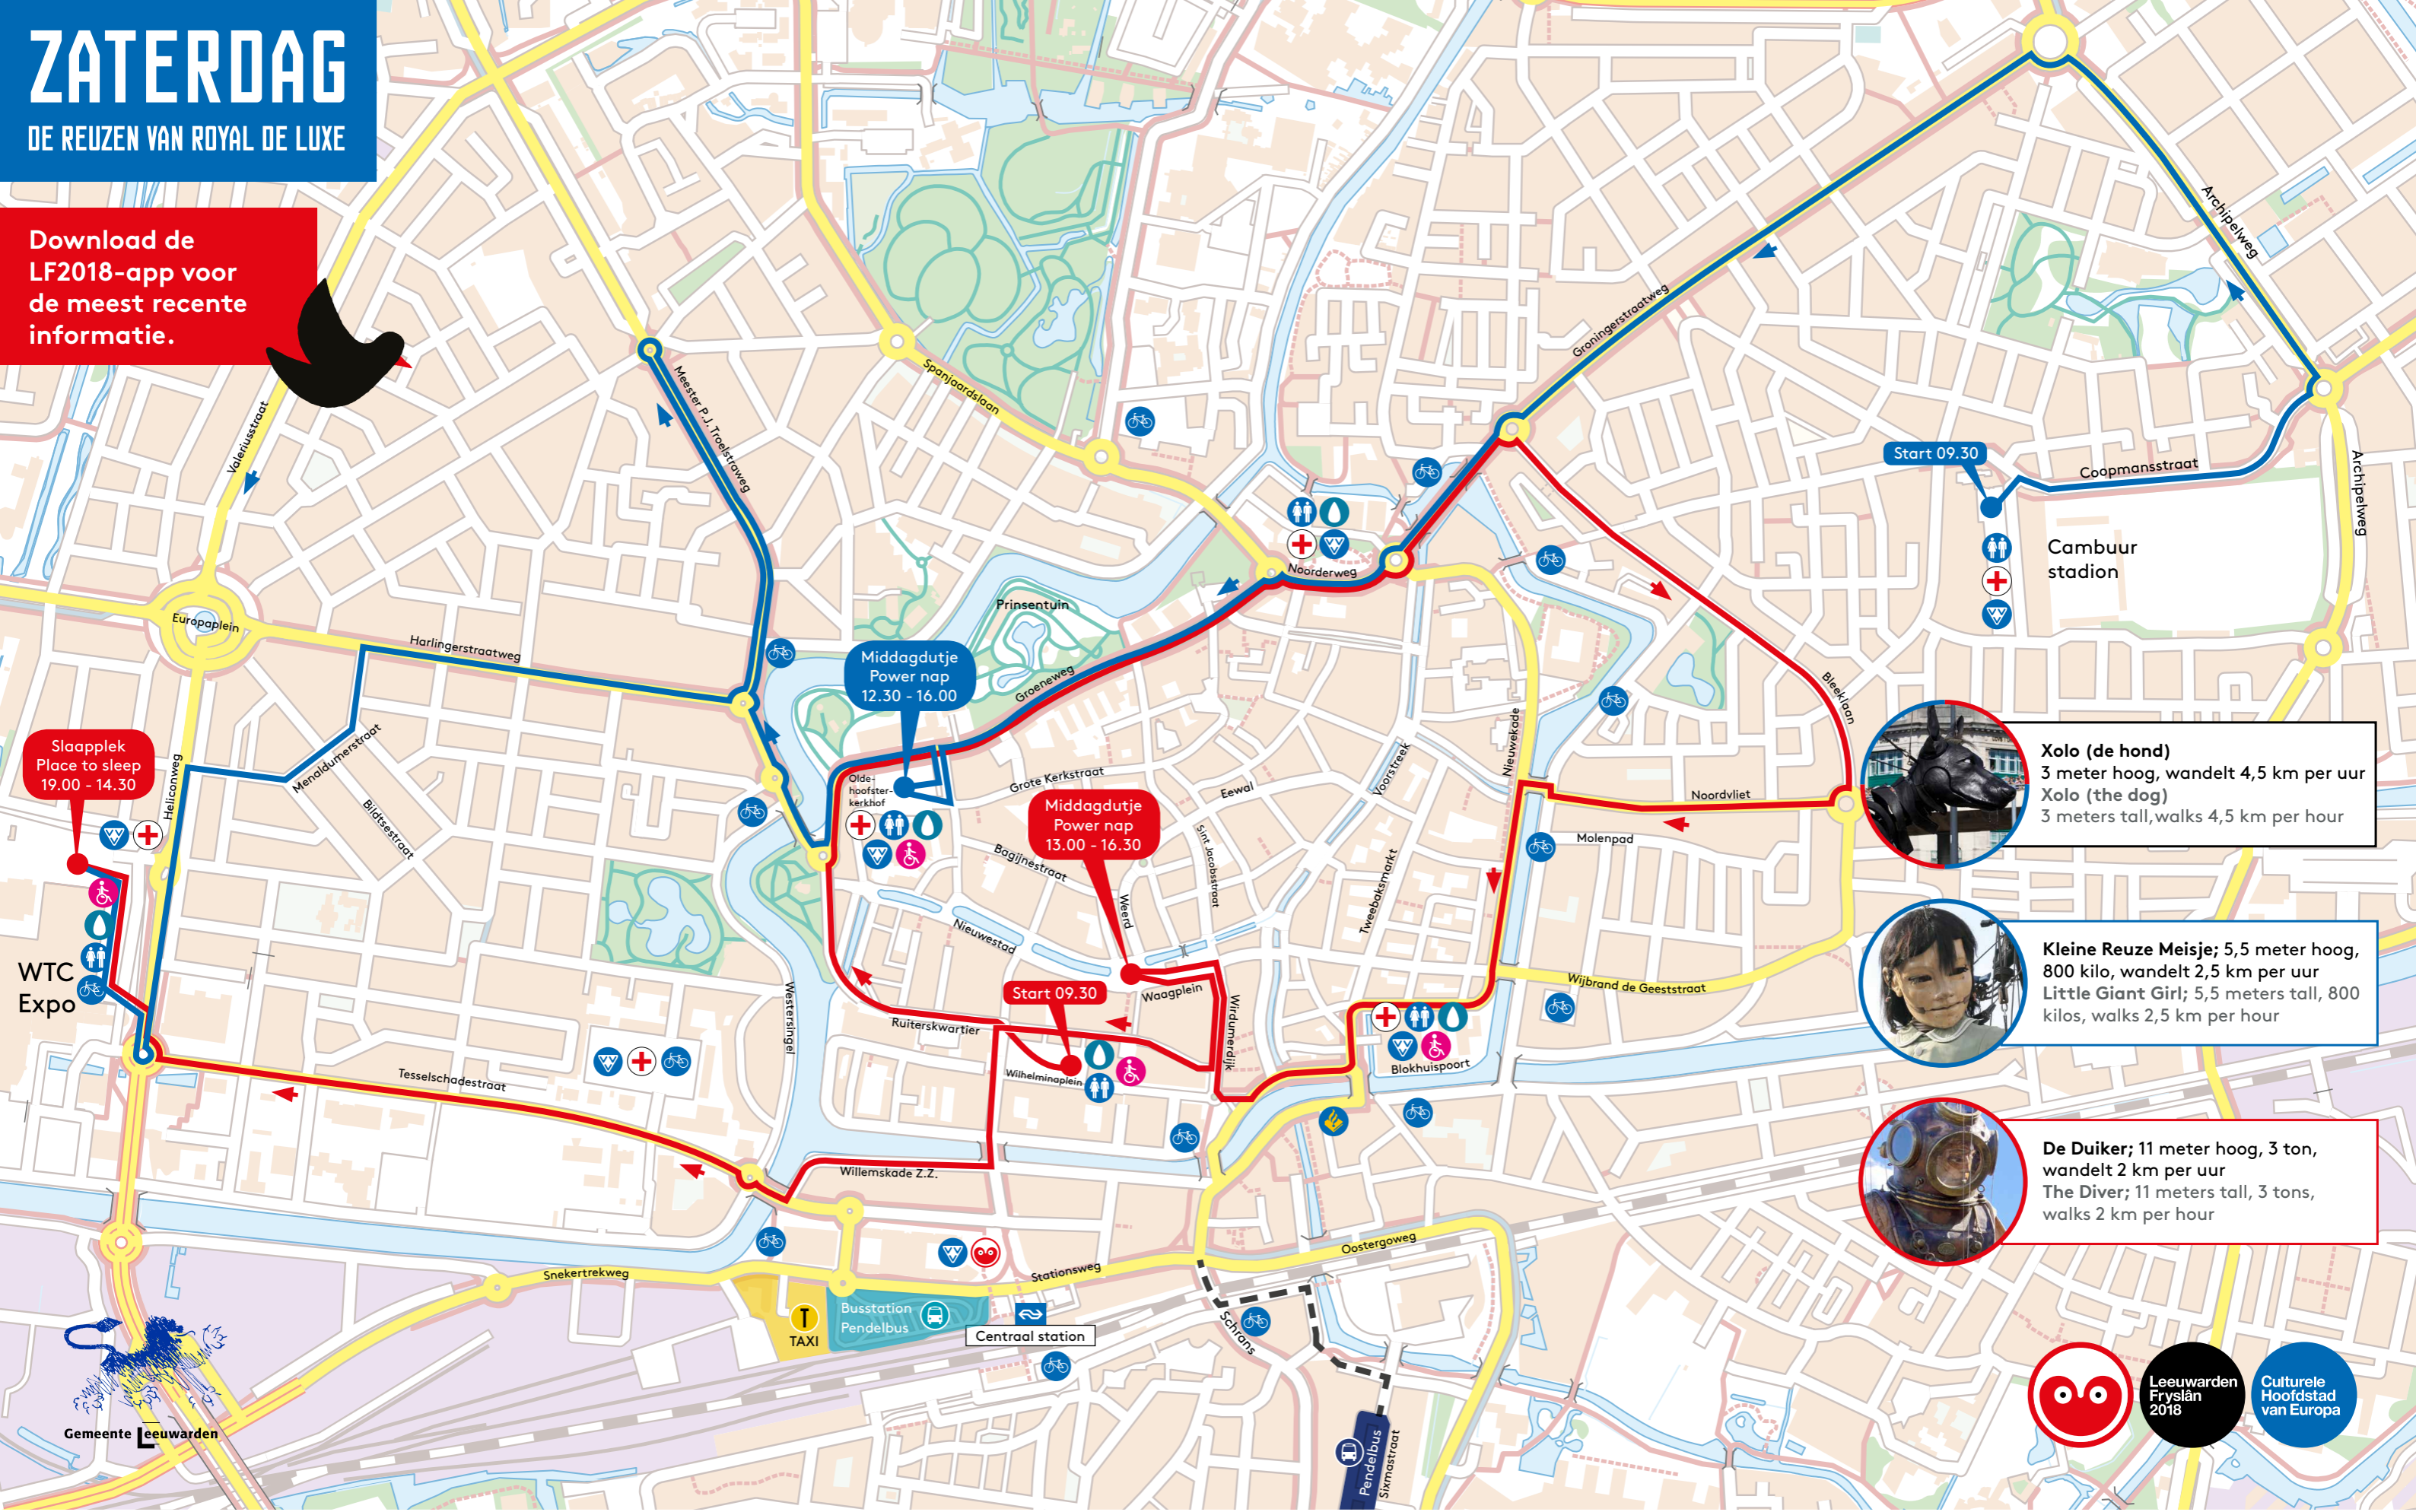 ZATERDAG
DE REUZEN VAN ROYAL DE LUXE
Download de
LF2018-app voor
de meest recente
informatie.
Archipelweg
Groningerstraatweg
Meester P.J. Troelstraweg
Spanjaardslaan
Valeriusstraat
Start 09.30
Coopmansstraat
Archipelweg
Cambuur
stadion
Noorderweg
Prinsentuin
Europaplein
Harlingerstraatweg
Middagdutje
Power nap
12.30 - 16.00
Groeneweg
Bleeklaan
Nieuwekade
Slaapplek
Place to sleep
19.00 - 14.30
Heliconweg
Menaldumerstraat
Bildtsestraat
Olde-
hoofster-
kerkhof
Grote Kerkstraat
Eewal
Voorstreek
Noordvliet
Molenpad
Middagdutje
Power nap
13.00 - 16.30
Sint Jacobsstraat
Bagijnestraat
Weerd
Tweebaksmarkt
Nieuwestad
Xolo (de hond)
3 meter hoog, wandelt 4,5 km per uur
Xolo (the dog)
3 meters tall,walks 4,5 km per hour
WTC
Expo
Westersingel
Start 09.30
Waagplein
Wirdumerdijk
Wijbrand de Geeststraat
Ruiterskwartier
Wilhelminaplein
Blokhuispoort
Kleine Reuze Meisje; 5,5 meter hoog,
800 kilo, wandelt 2,5 km per uur
Little Giant Girl; 5,5 meters tall, 800
kilos, walks 2,5 km per hour
Tesselschadestraat
Willemskade Z.Z.
De Duiker; 11 meter hoog, 3 ton,
wandelt 2 km per uur
The Diver; 11 meters tall, 3 tons,
walks 2 km per hour
Snekertrekweg
Stationsweg
Oostergoweg
T
TAXI
Busstation
Pendelbus
Centraal station
Schrans
Pendelbus
Sixmastraat
Gemeente Leeuwarden
Leeuwarden
Fryslân
2018
Culturele
Hoofdstad
van Europa